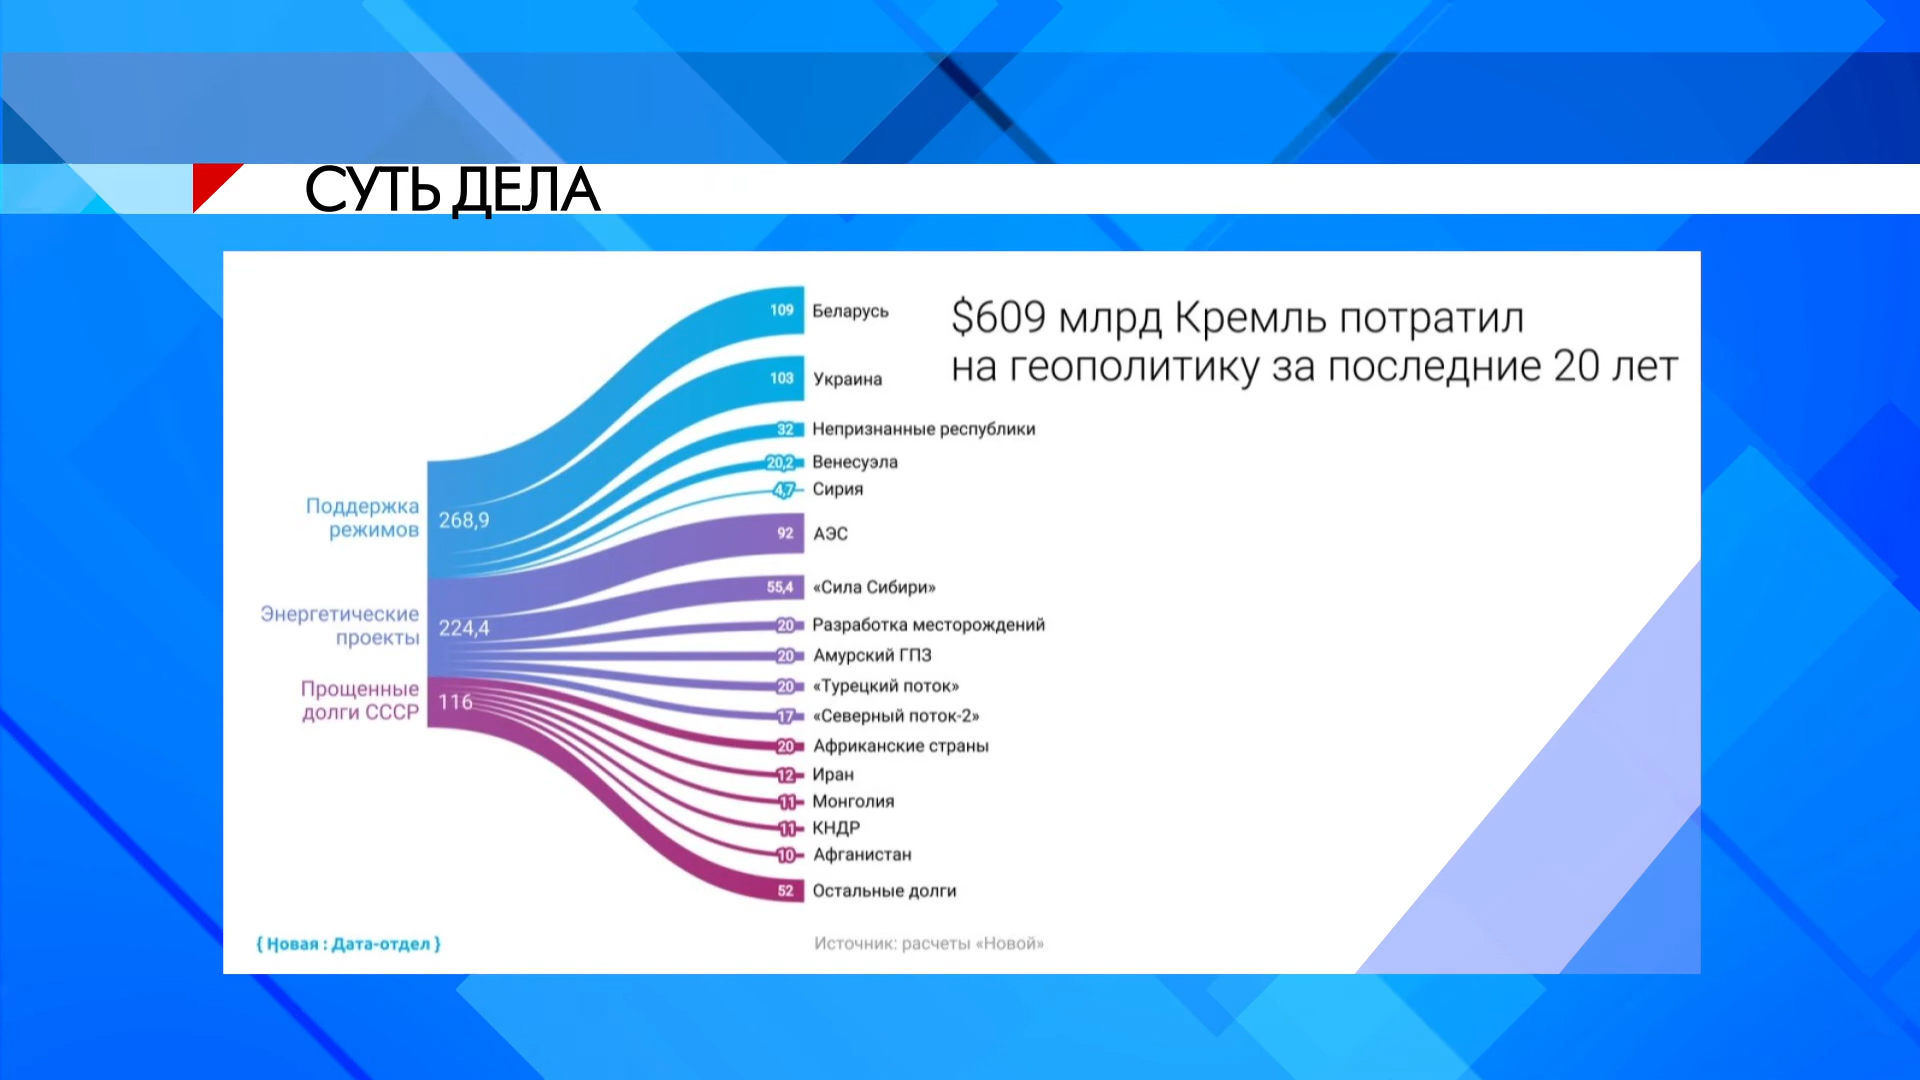 СУТЬ ДЕЛА
$609 млрд Кремль потратил
на геополитику за последние 20 лет
Поддержка
режимов
268,9
Энергетические
проекты
224,4
Прощенные
долги СССР
116
109 Беларусь
103 Украина
32 Непризнанные республики
20,2 Венесуэла
4,7 Сирия
92 АЭС
55,4 «Сила Сибири»
20 Разработка месторождений
20 Амурский ГПЗ
20 «Турецкий поток»
17 «Северный поток-2»
20 Африканские страны
12 Иран
11 Монголия
11 КНДР
10 Афганистан
52 Остальные долги
{ Новая : Дата-отдел }
Источник: расчеты «Новой»